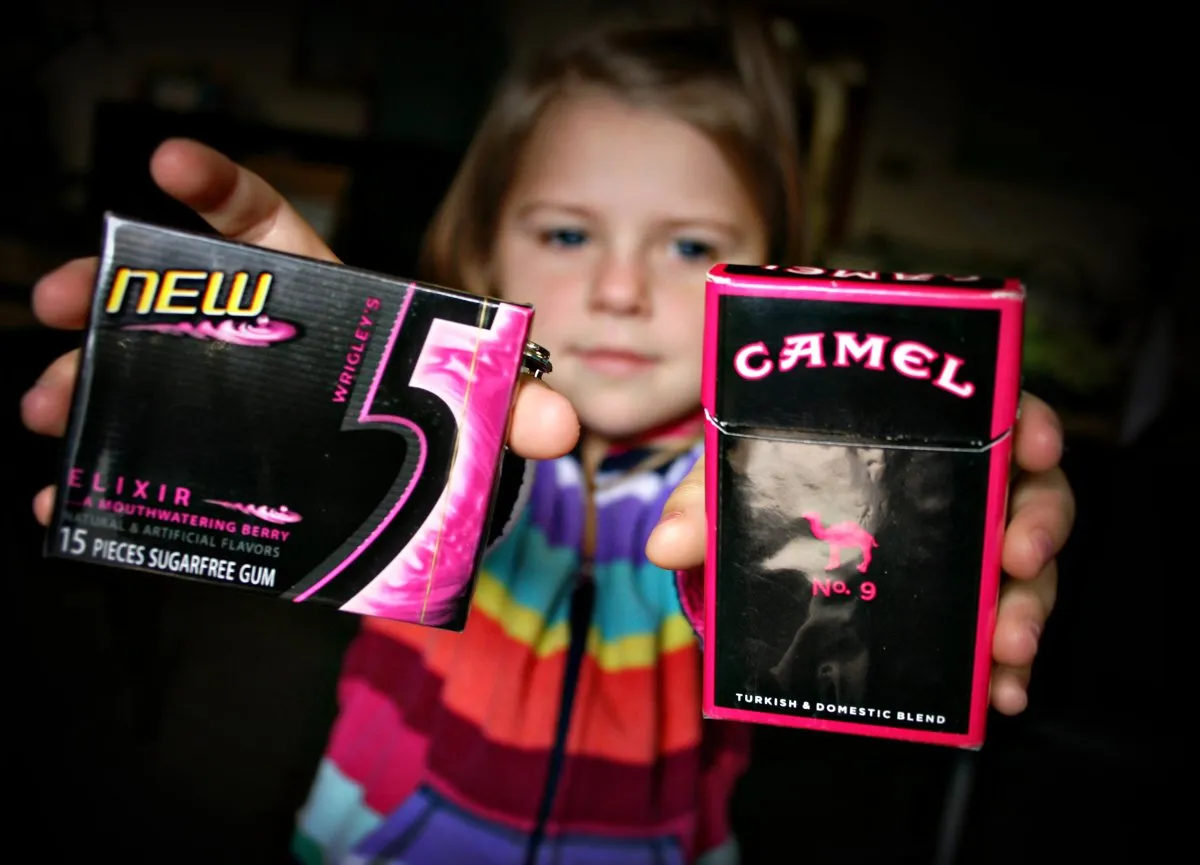 NEW
WRIGLEY'S
5
ELIXIR
A MOUTHWATERING BERRY
NATURAL & ARTIFICIAL FLAVORS
15 PIECES SUGARFREE GUM
CAMEL
CAMEL
No. 9
TURKISH & DOMESTIC BLEND